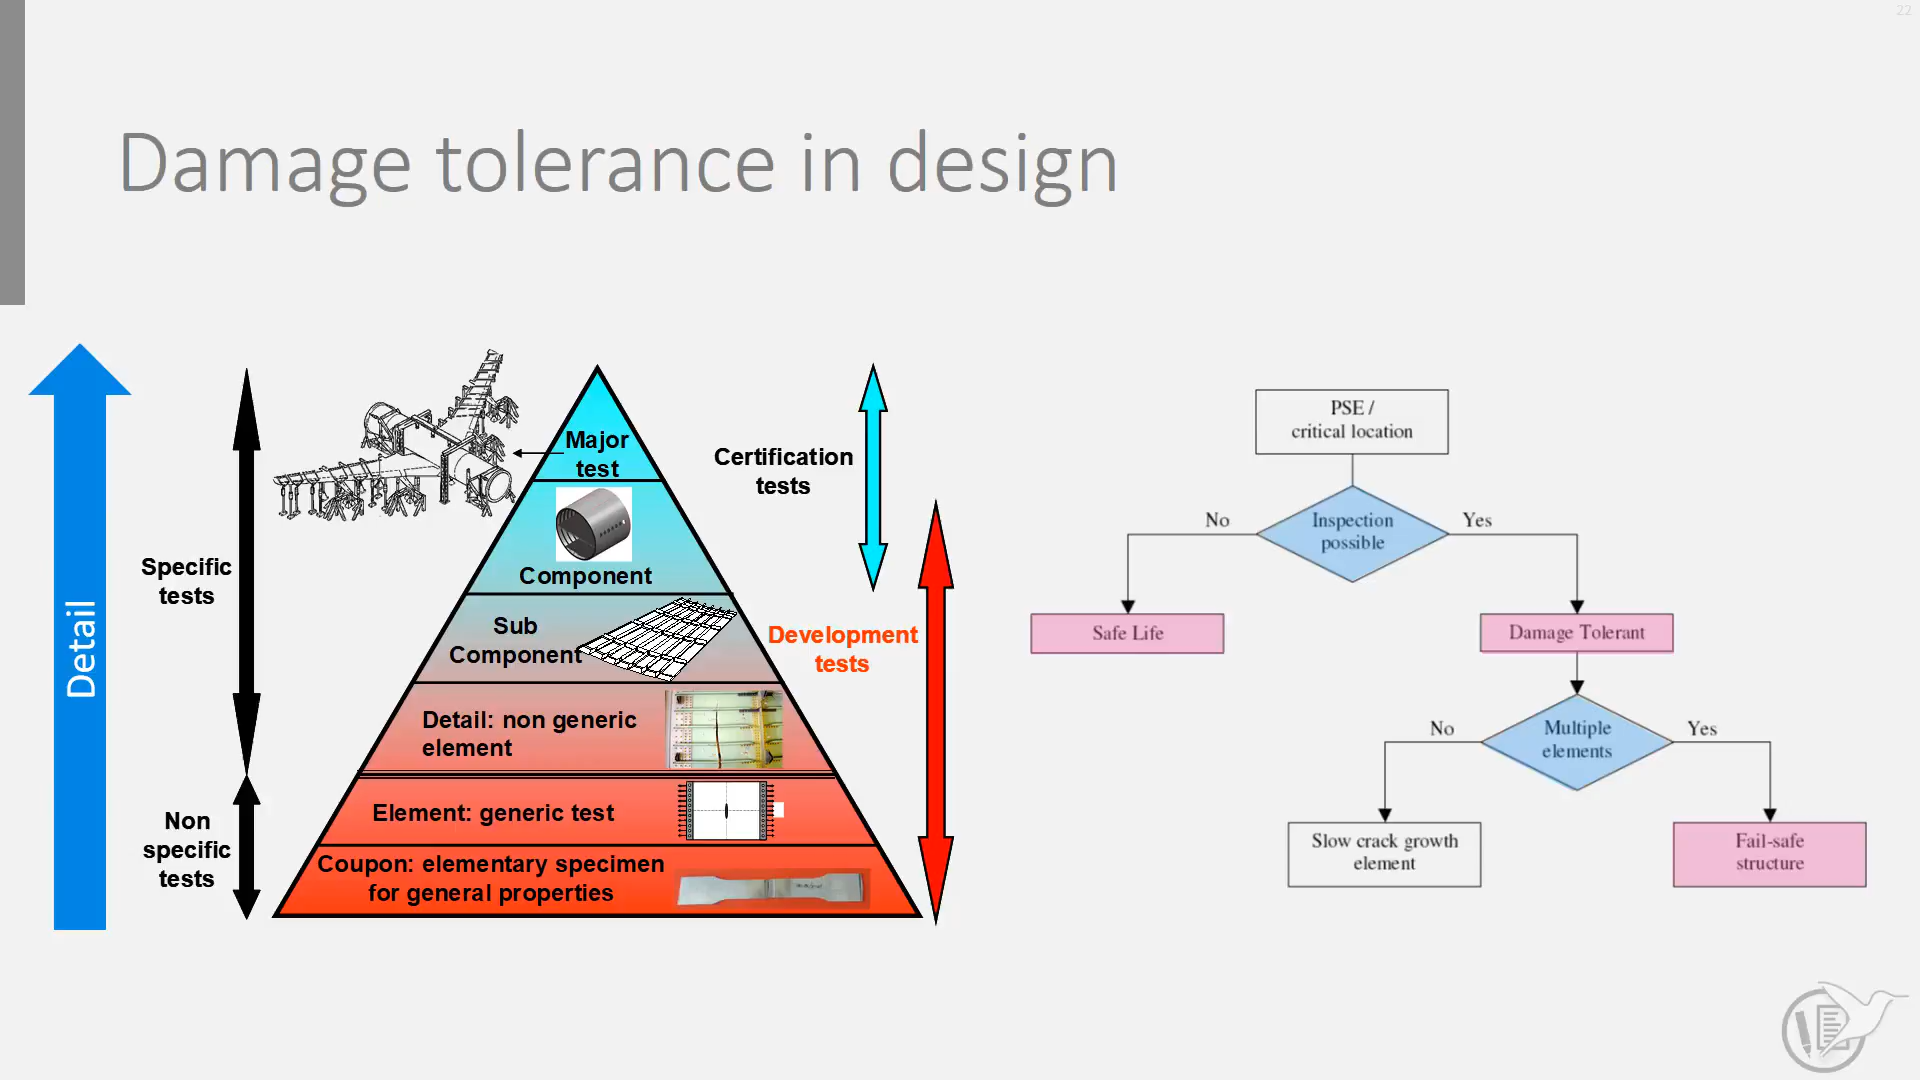 22
Damage tolerance in design
Detail
Specific
tests
Non
specific
tests
Major
test
Component
Sub
Component
Detail: non generic
element
Element: generic test
Coupon: elementary specimen
for general properties
Certification
tests
Development
tests
PSE /
critical location
Inspection
possible
No
Yes
Safe Life
Damage Tolerant
Multiple
elements
No
Yes
Slow crack growth
element
Fail-safe
structure